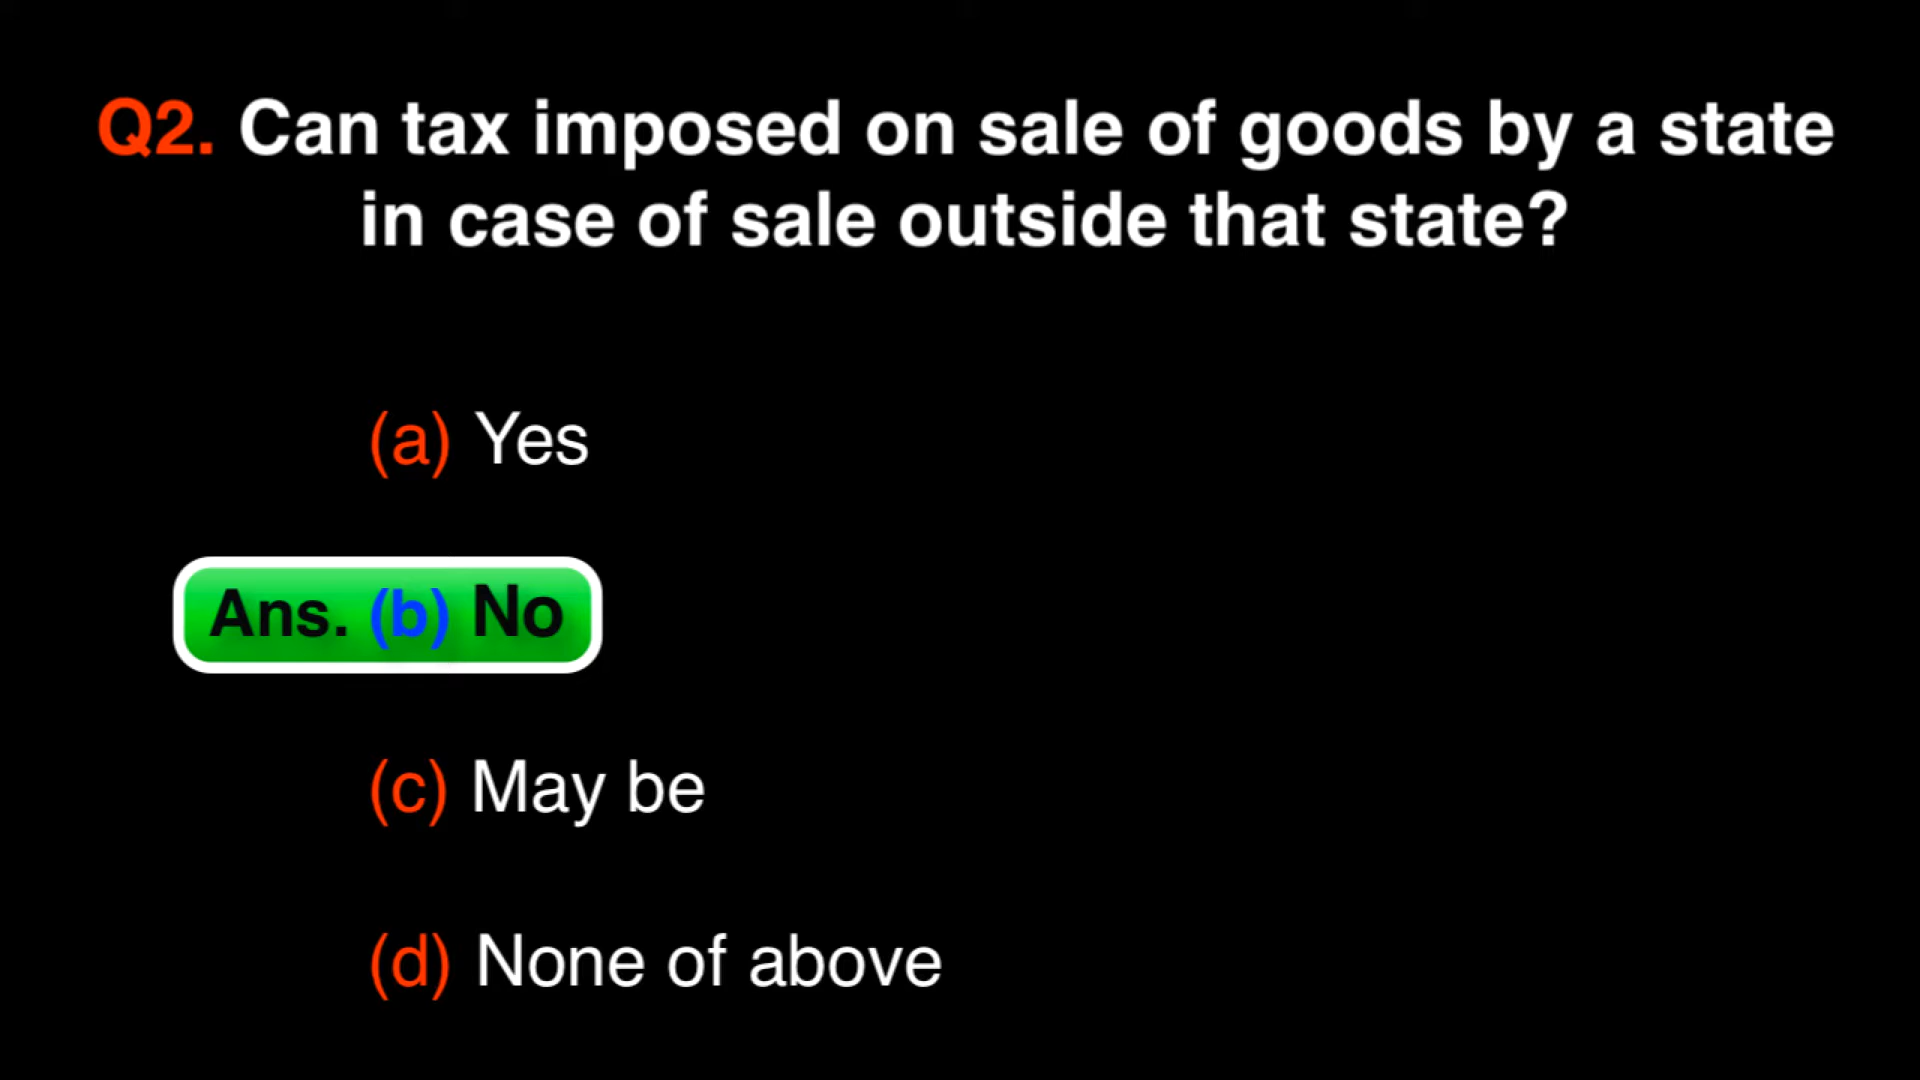 Q2. Can tax imposed on sale of goods by a state
in case of sale outside that state?
(a) Yes
Ans. (b) No
(c) May be
(d) None of above